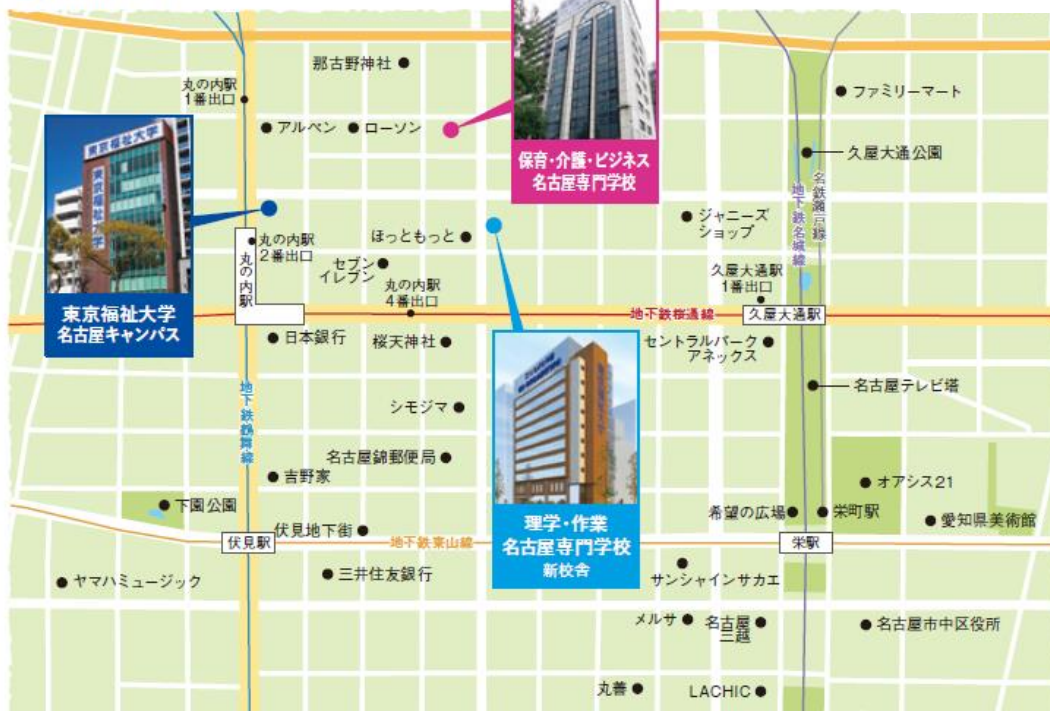 那古野神社
丸の内駅
1番出口
アルペン
ローソン
ファミリーマート
東京福祉大学
東京福祉大学
保育・介護・ビジネス
名古屋専門学校
久屋大通公園
地下鉄名城線
名鉄瀬戸線
ジャニーズ
ショップ
ほっともっと
丸の内駅
2番出口
丸の内駅
セブン
イレブン
丸の内駅
4番出口
久屋大通駅
1番出口
東京福祉大学
名古屋キャンパス
地下鉄桜通線
久屋大通駅
日本銀行
桜天神社
セントラルパーク
アネックス
名古屋テレビ塔
地下鉄鶴舞線
シモジマ
名古屋錦郵便局
吉野家
オアシス21
下園公園
希望の広場
栄町駅
愛知県美術館
伏見地下街
伏見駅
地下鉄東山線
理学・作業
名古屋専門学校
新校舎
栄駅
ヤマハミュージック
三井住友銀行
サンシャインサカエ
メルサ
名古屋
三越
名古屋市中区役所
丸善
LACHIC